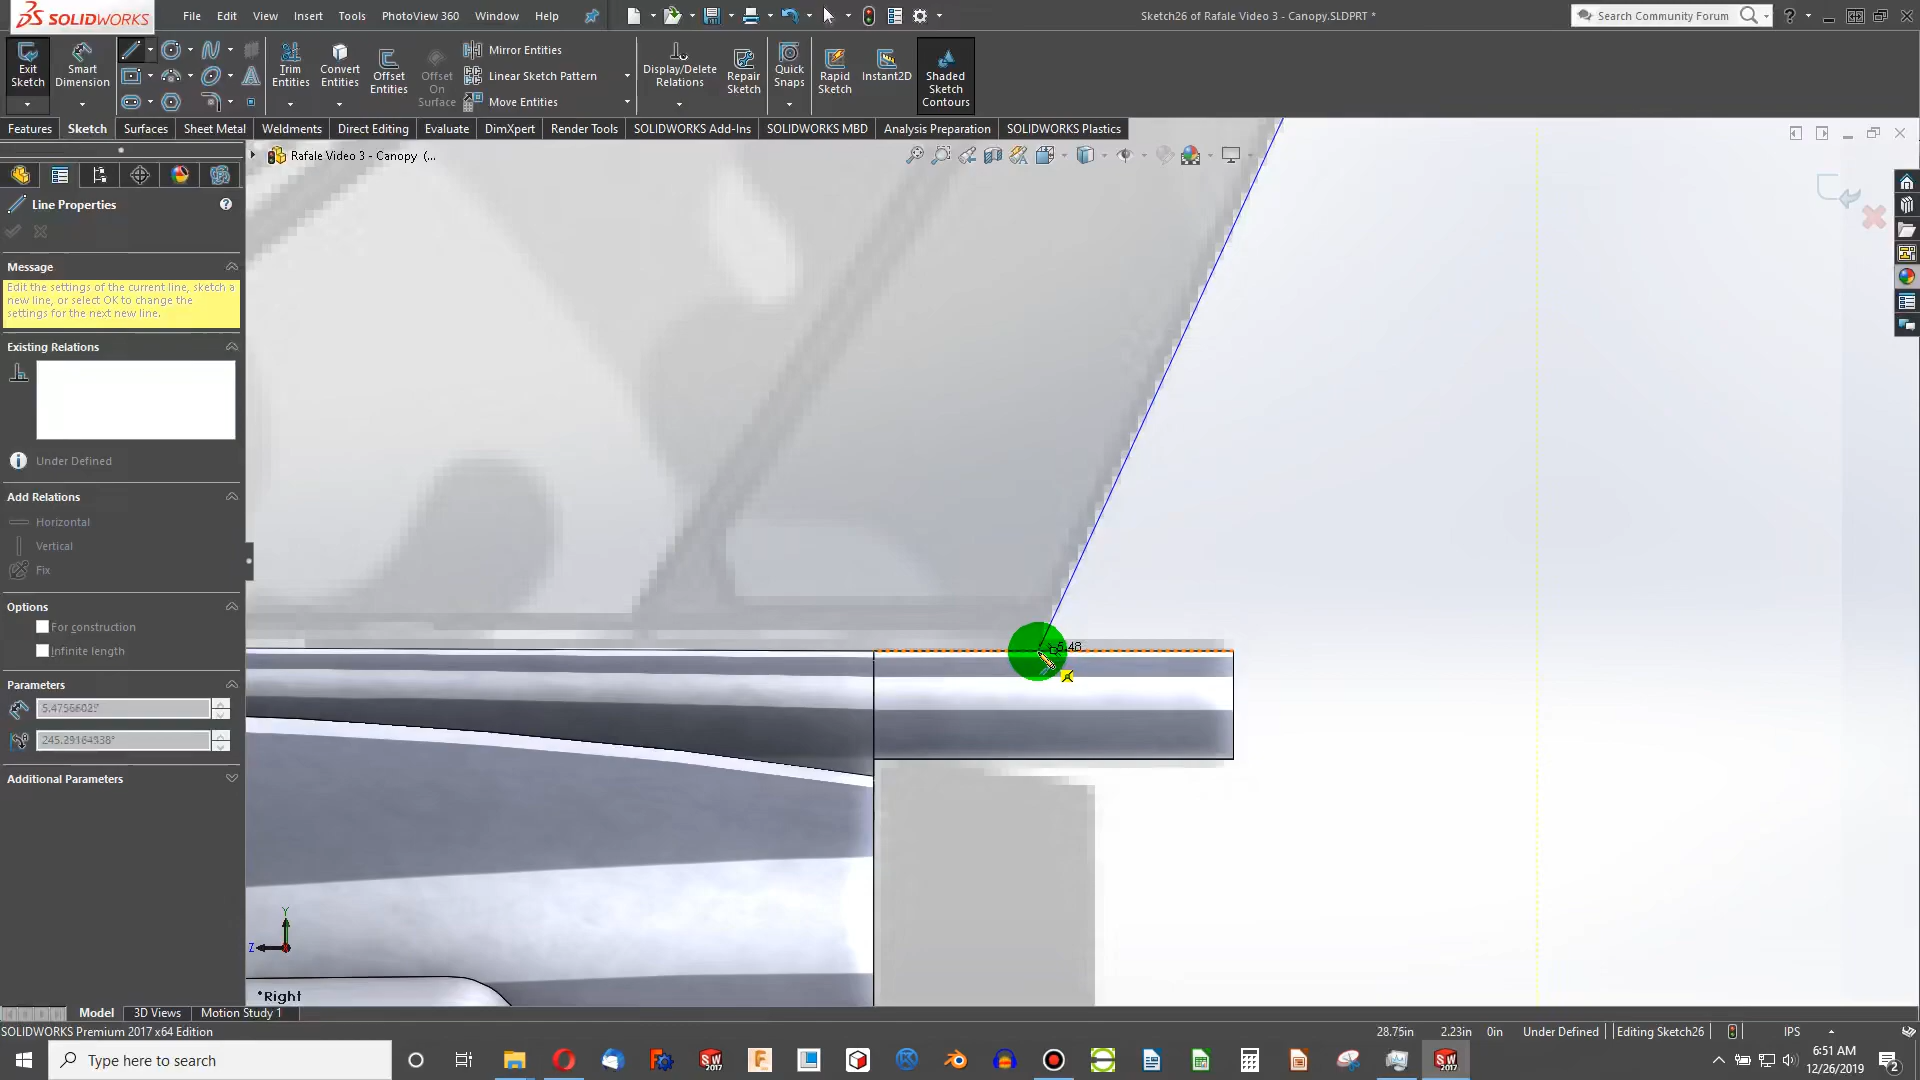 SOLIDWORKS
File Edit View Insert Tools PhotoView 360 Window Help
Sketch26 of Rafale Video 3 - Canopy.SLDPRT *
Search Community Forum
Exit Sketch
Smart Dimension
Trim Entities
Convert Entities
Offset Entities
Offset On Surface
Mirror Entities
Linear Sketch Pattern
Move Entities
Display/Delete Relations
Repair Sketch
Quick Snaps
Rapid Sketch
Instant2D
Shaded Sketch Contours
Features Sketch Surfaces Sheet Metal Weldments Direct Editing Evaluate DimXpert Render Tools SOLIDWORKS Add-Ins SOLIDWORKS MBD Analysis Preparation SOLIDWORKS Plastics
Rafale Video 3 - Canopy (...
Line Properties
Message
Edit the settings of the current line, sketch a
new line, or select OK to change the
settings for the next new line.
Existing Relations
Under Defined
Add Relations
Horizontal
Vertical
Fix
Options
For construction
Infinite length
Parameters
5.47566029
245.29164938°
Additional Parameters
5.48
Y
Z
*Right
Model 3D Views Motion Study 1
SOLIDWORKS Premium 2017 x64 Edition
28.75in 2.23in 0in Under Defined Editing Sketch26 IPS
Type here to search
6:51 AM
12/26/2019
2